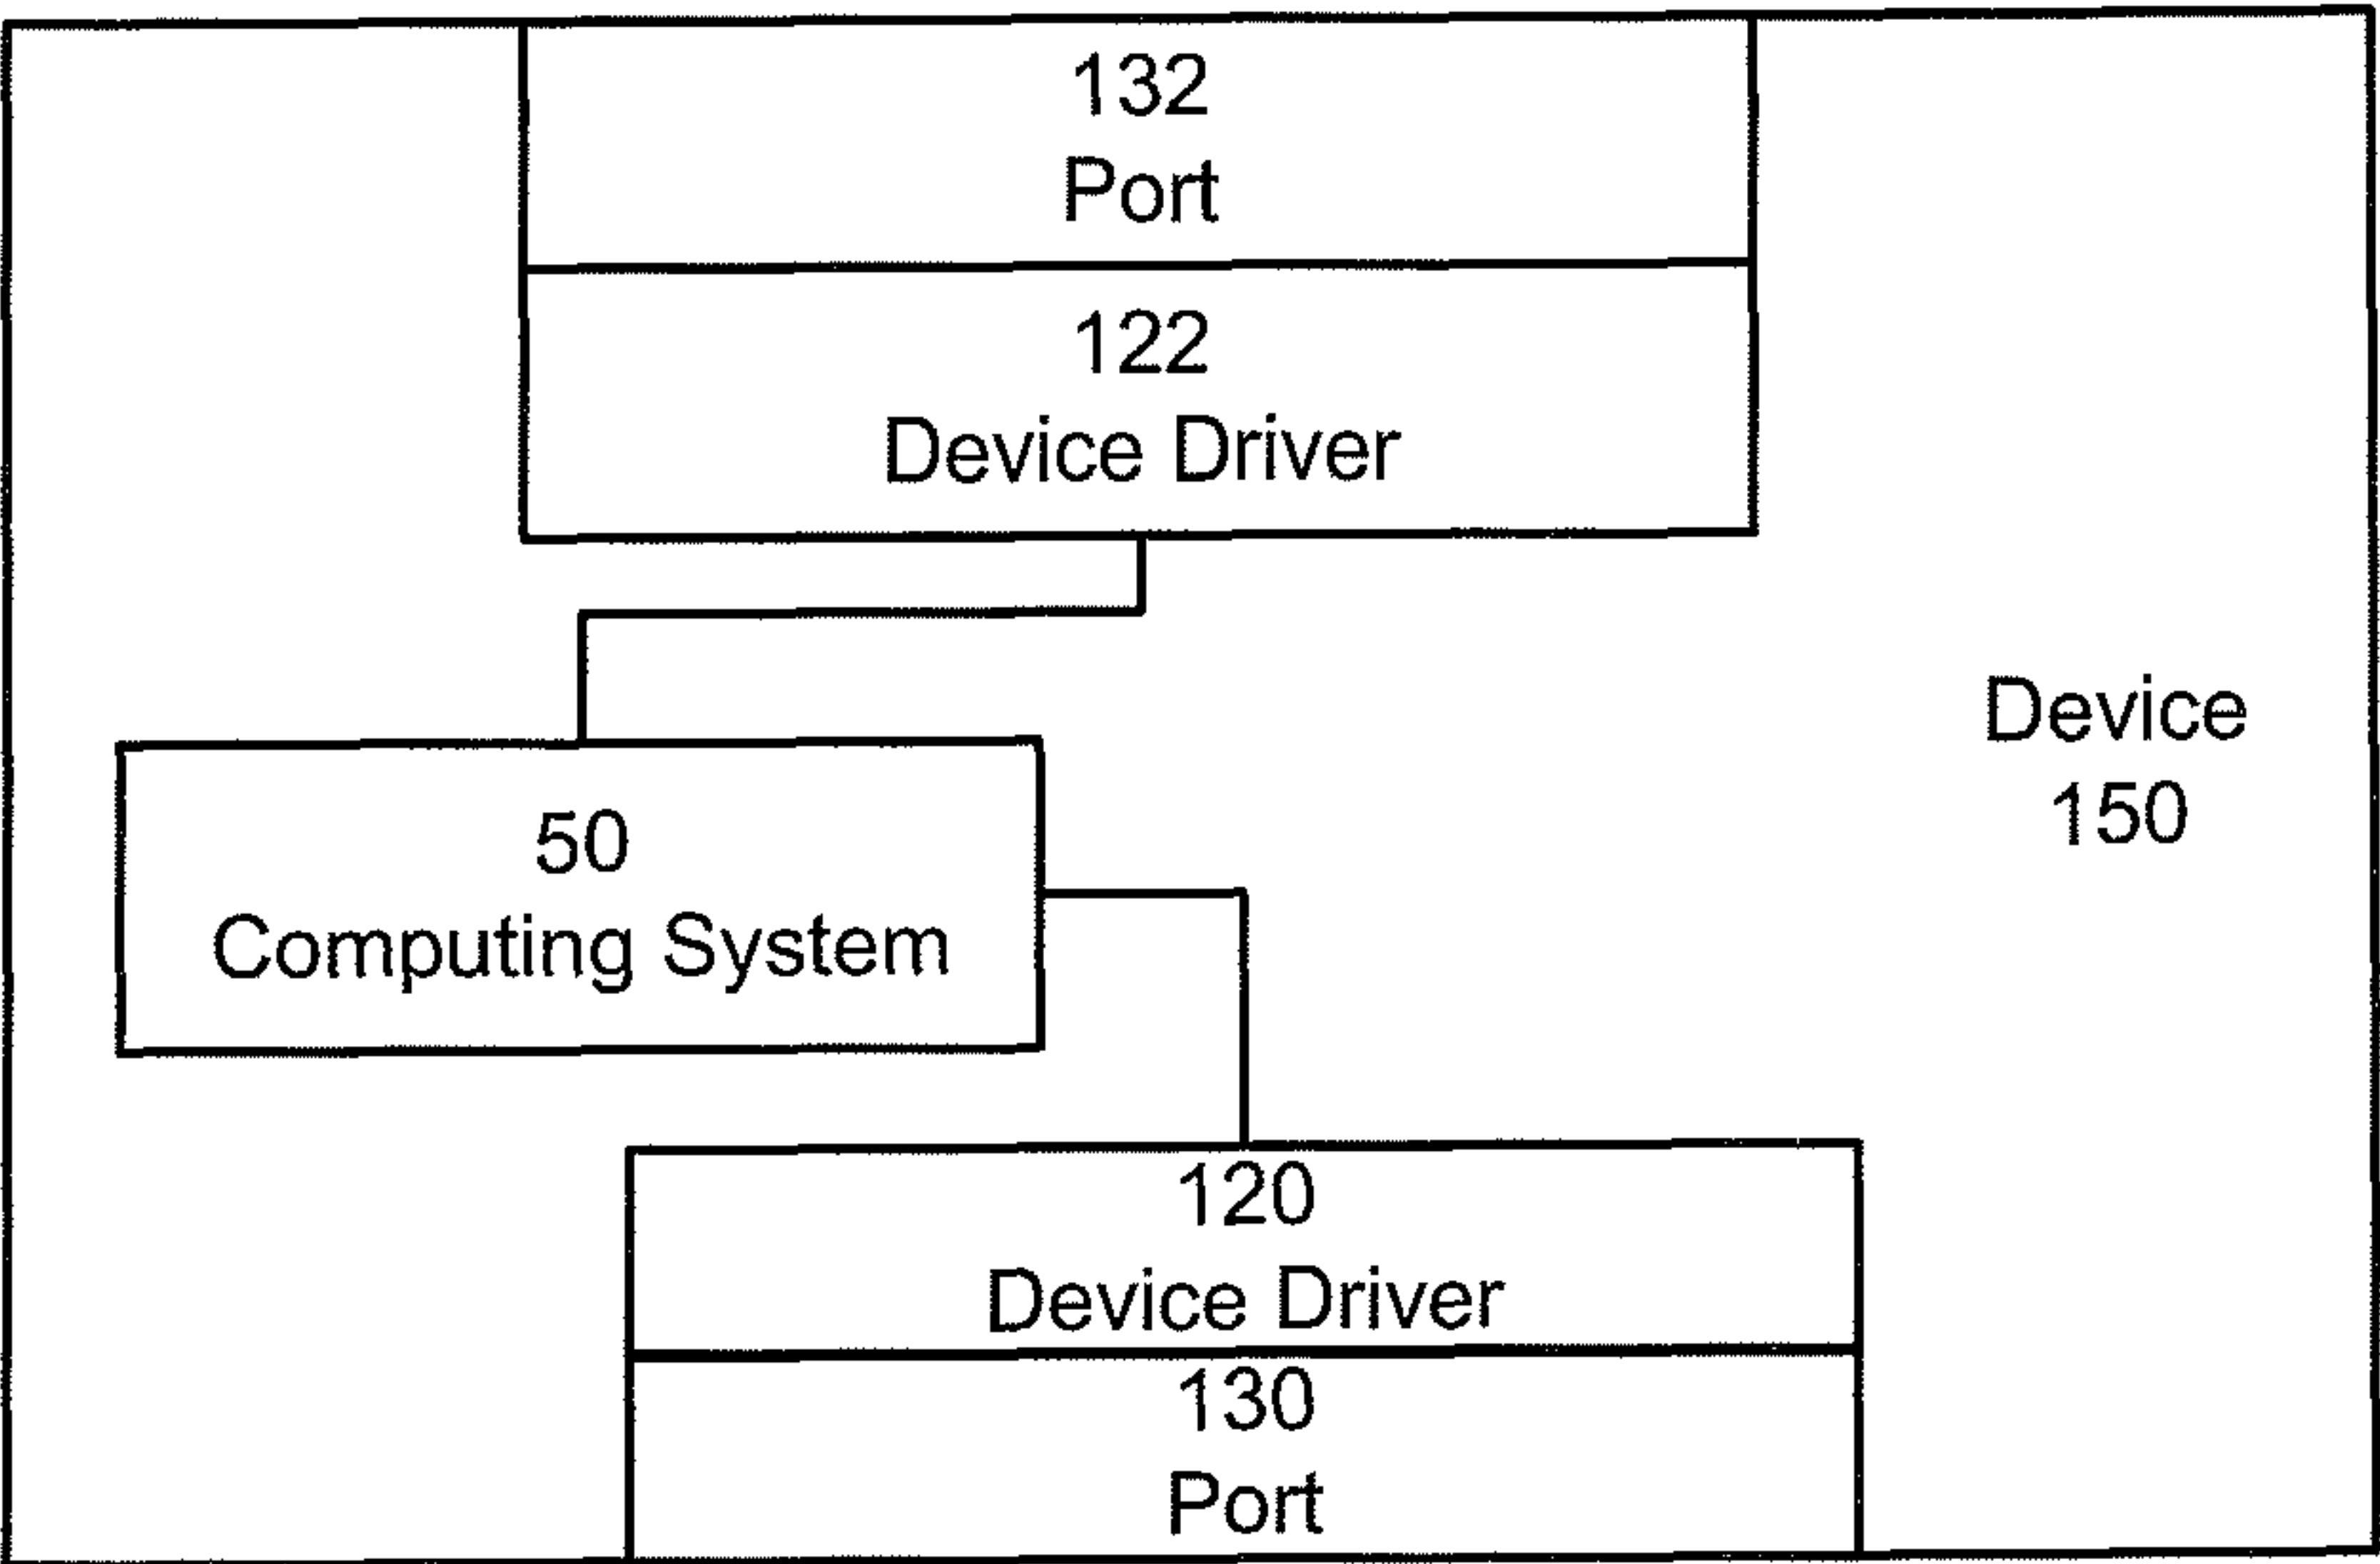 132
Port
122
Device Driver
Device
150
50
Computing System
120
Device Driver
130
Port